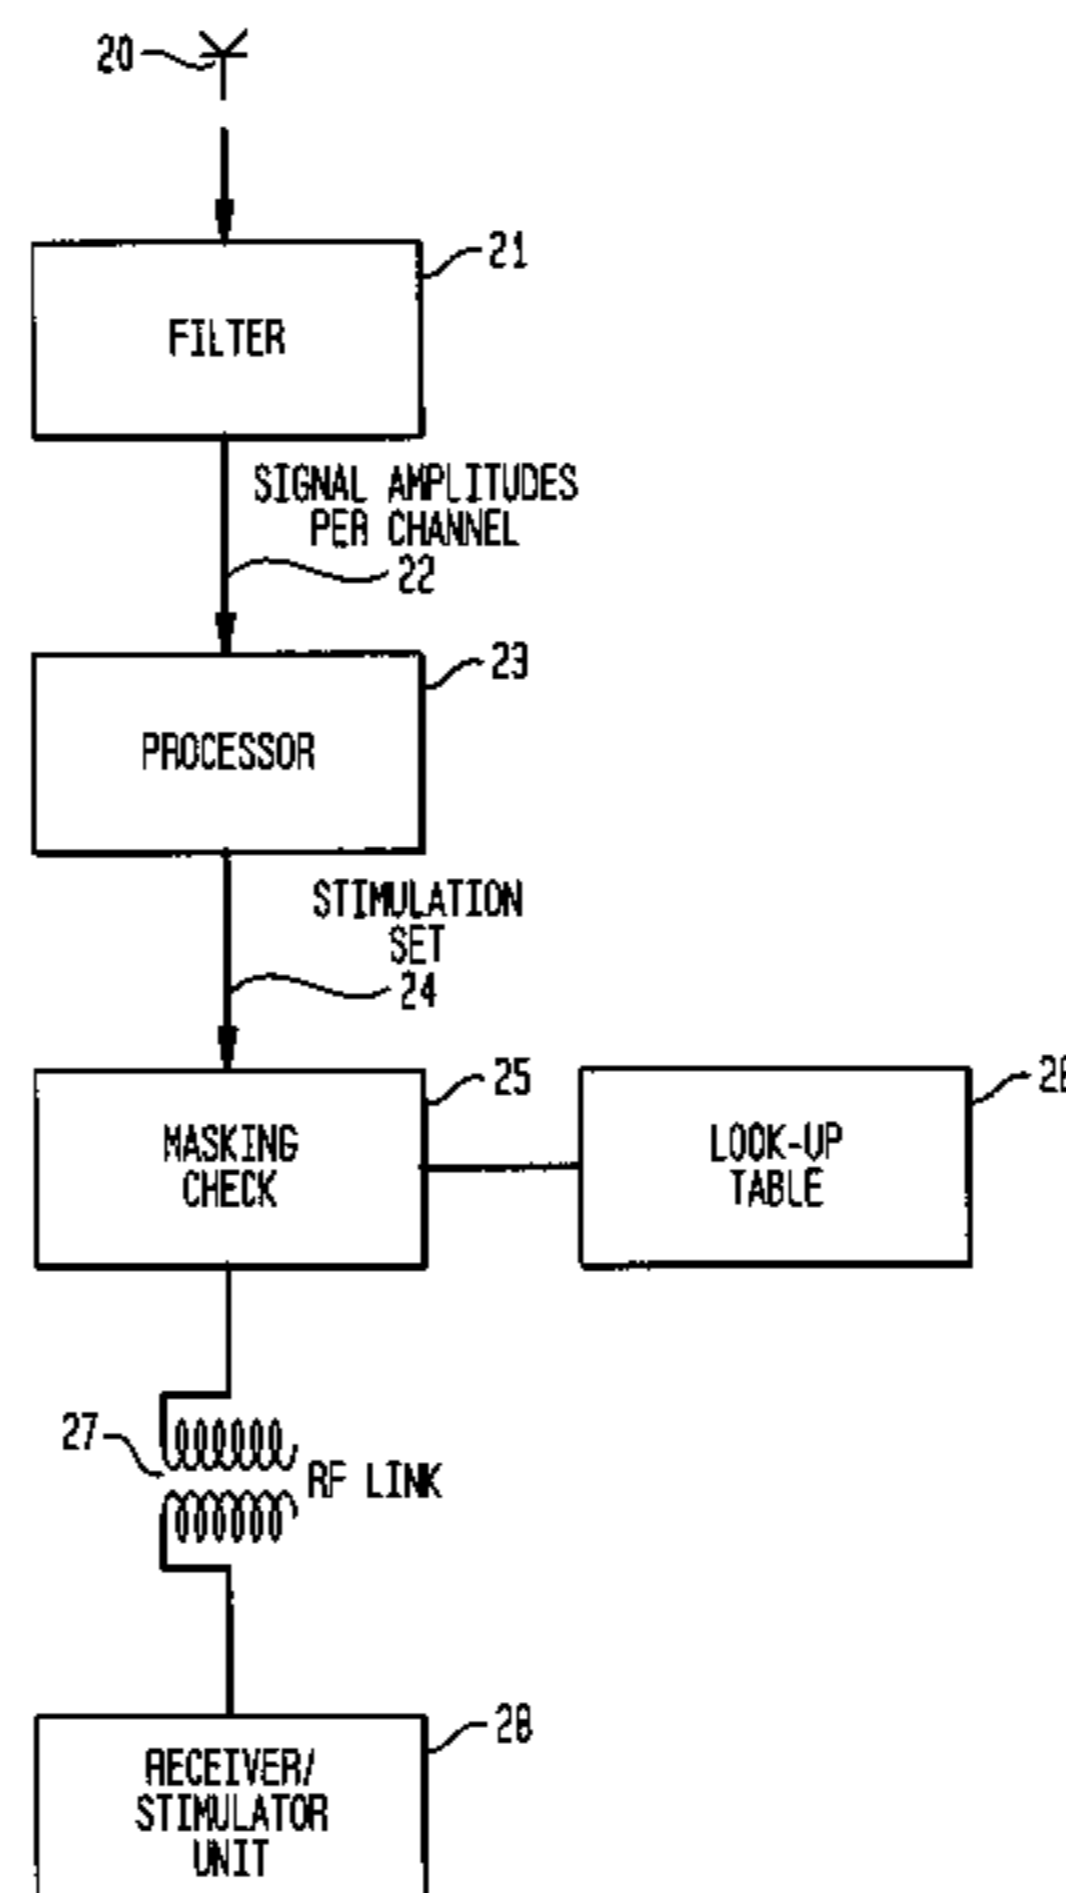 20
21
FILTER
SIGNAL AMPLITUDES
PER CHANNEL
22
23
PROCESSOR
STIMULATION
SET
24
25
MASKING
CHECK
LOOK-UP
TABLE
27
RF LINK
28
RECEIVER/
STIMULATOR
UNIT